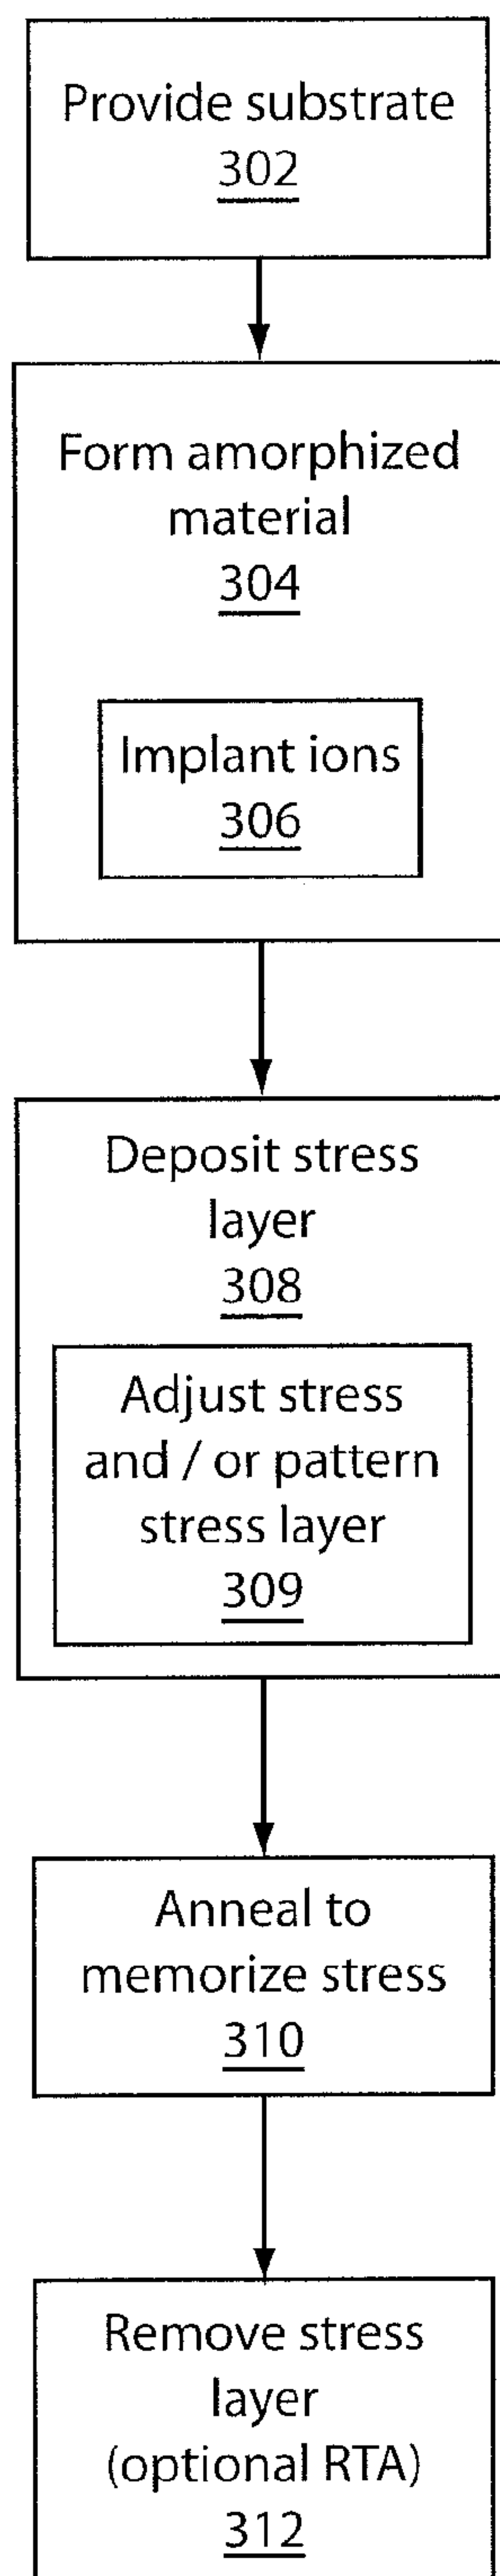 Provide substrate
302
Form amorphized
material
304
Implant ions
306
Deposit stress
layer
308
Adjust stress
and / or pattern
stress layer
309
Anneal to
memorize stress
310
Remove stress
layer
(optional RTA)
312